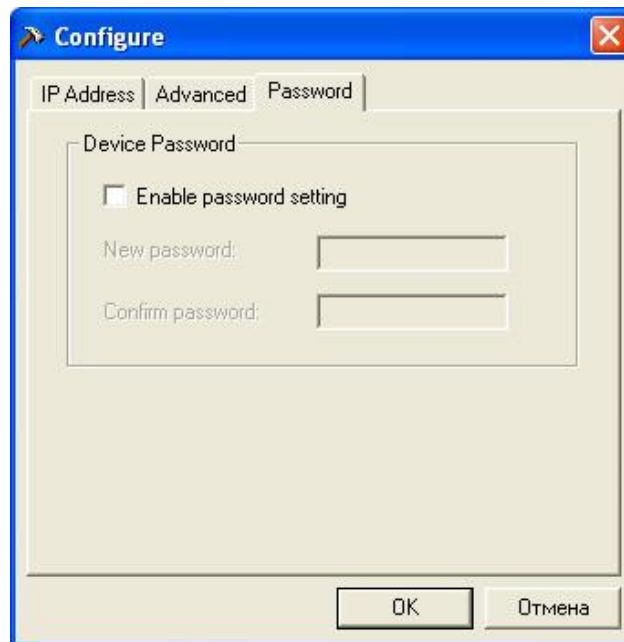 Configure
IP Address Advanced Password
Device Password
Enable password setting
New password:
Confirm password:
OK Отмена